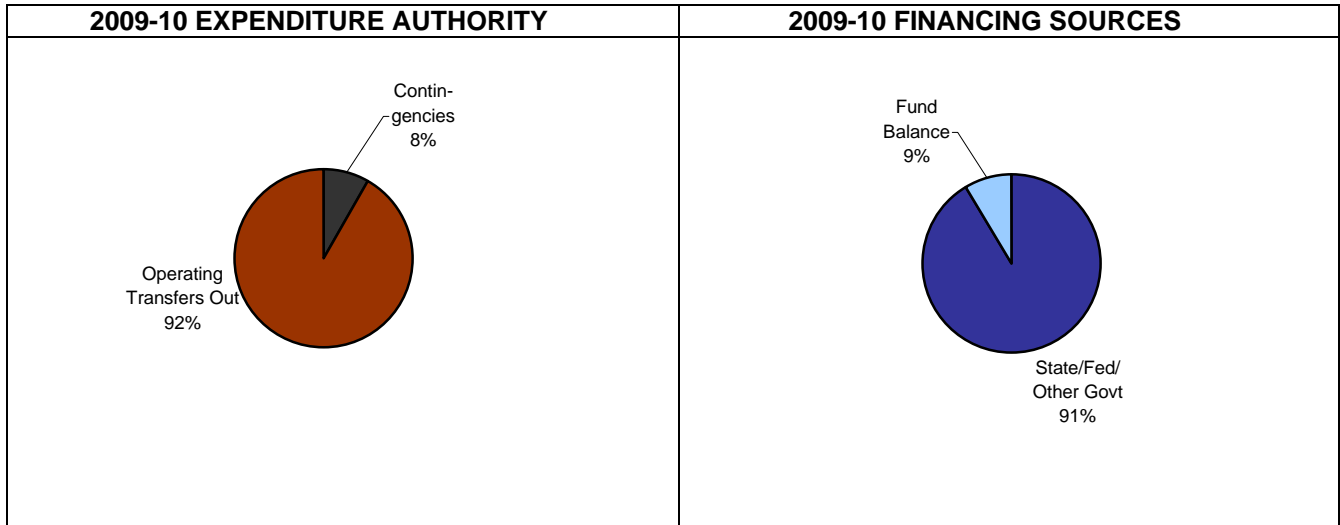 2009-10 EXPENDITURE AUTHORITY
Contin-
gencies
8%
Operating
Transfers Out
92%
2009-10 FINANCING SOURCES
Fund
Balance
9%
State/Fed/
Other Govt
91%